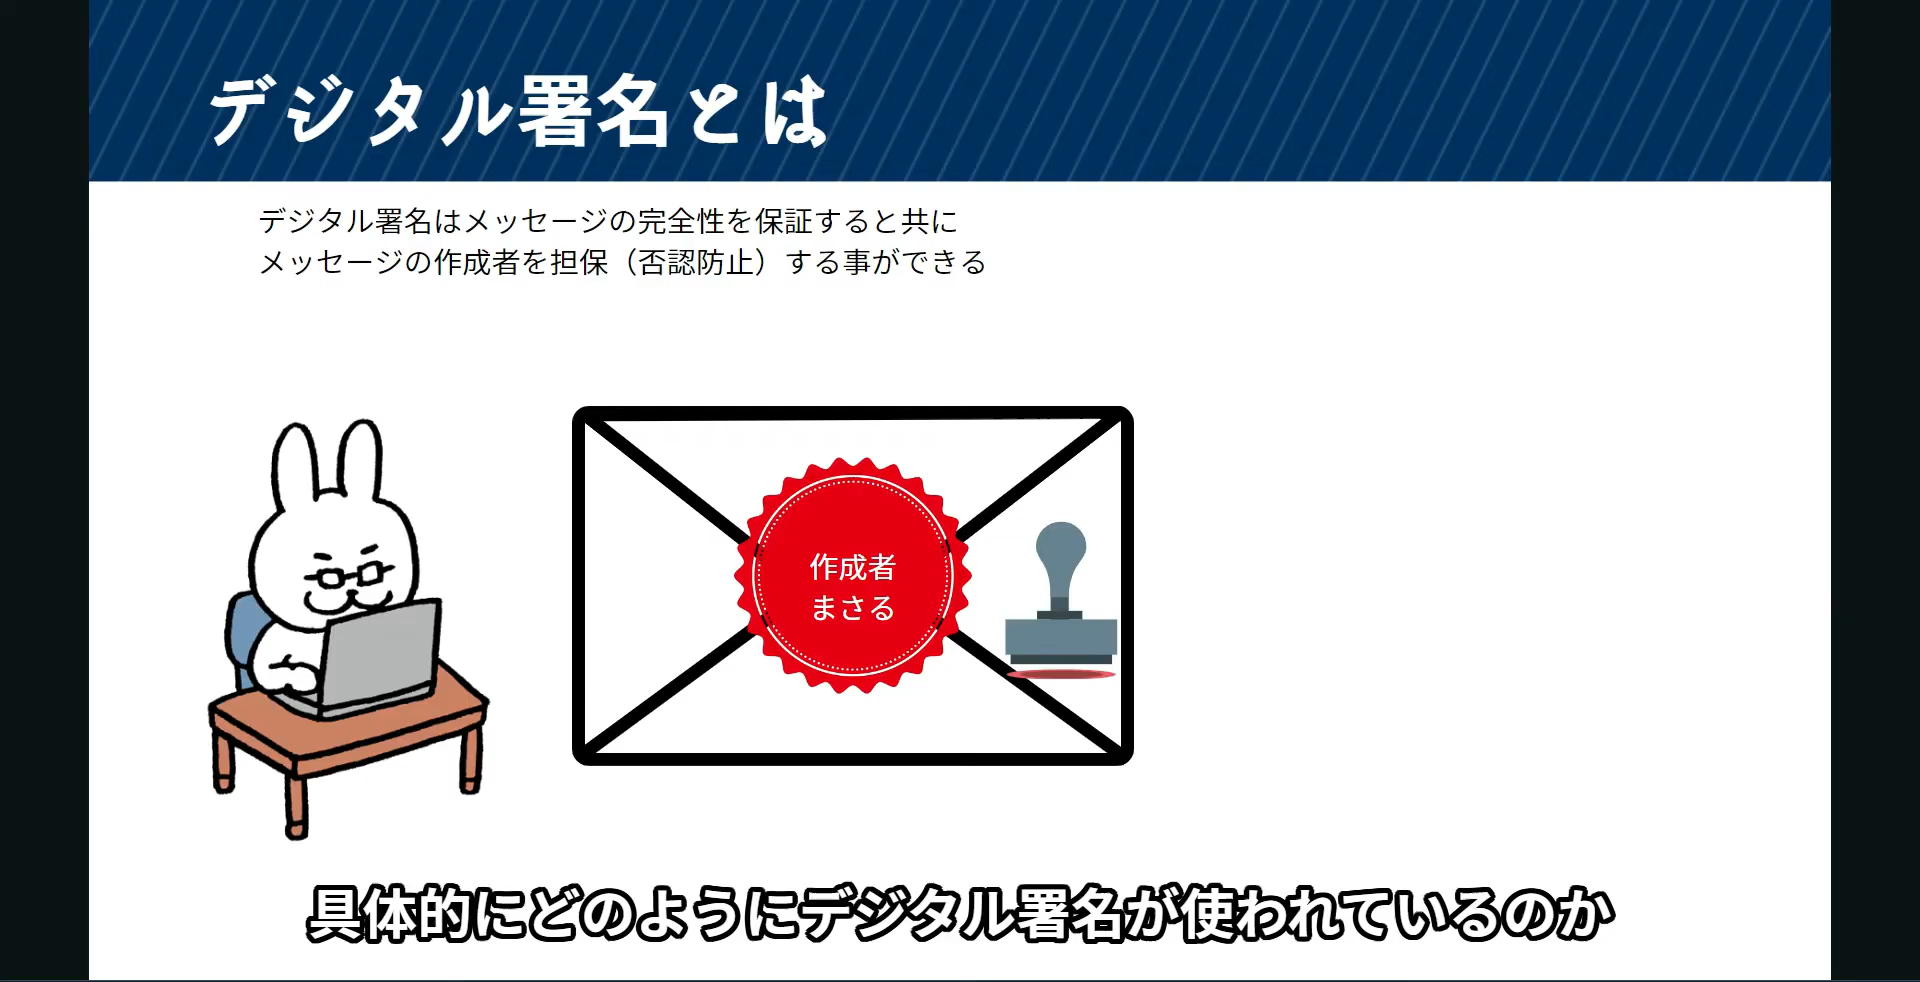 デジタル署名とは
デジタル署名はメッセージの完全性を保証すると共に
メッセージの作成者を担保（否認防止）する事ができる
作成者
まさる
具体的にどのようにデジタル署名が使われているのか